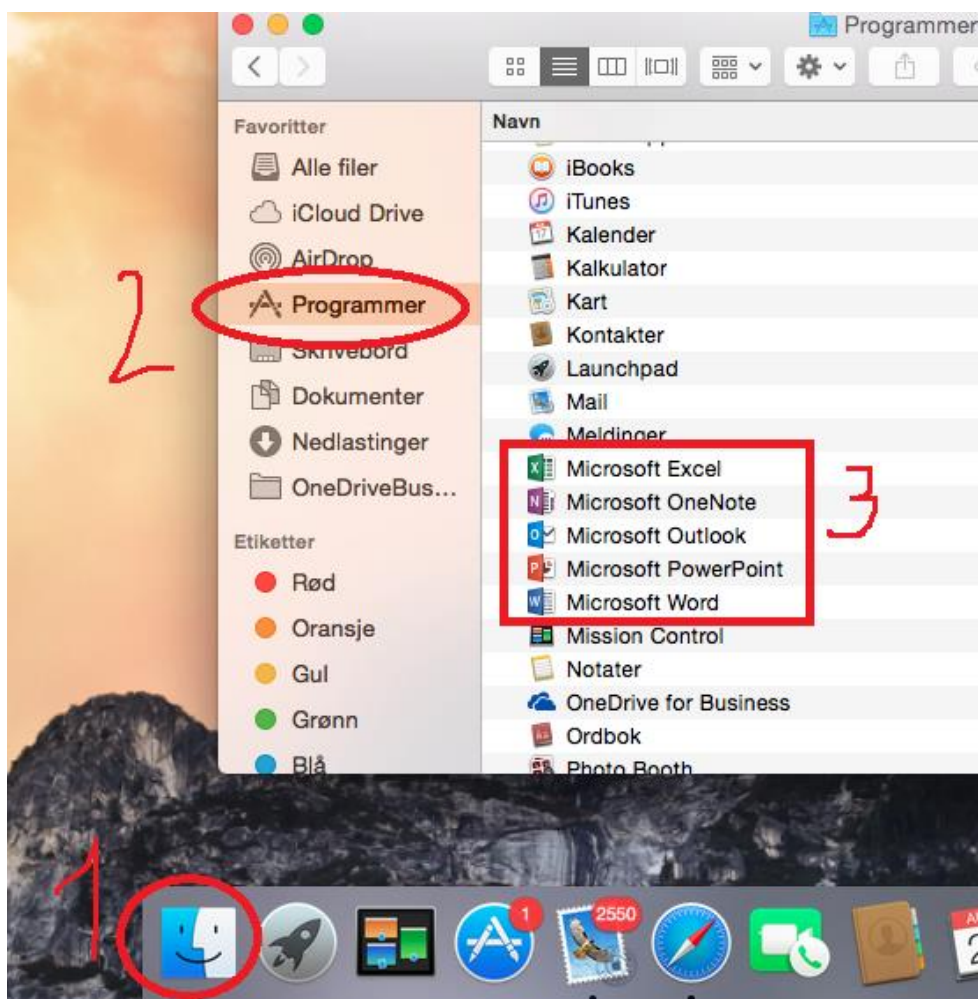 Programmer
Favoritter
Alle filer
iCloud Drive
AirDrop
Programmer
Skrivebord
Dokumenter
Nedlastinger
OneDriveBus...
Etiketter
Rød
Oransje
Gul
Grønn
Blå
Navn
iBooks
iTunes
Kalender
Kalkulator
Kart
Kontakter
Launchpad
Mail
Meldinger
Microsoft Excel
Microsoft OneNote
Microsoft Outlook
Microsoft PowerPoint
Microsoft Word
Mission Control
Notater
OneDrive for Business
Ordbok
Photo Booth
2
3
1
1
2550